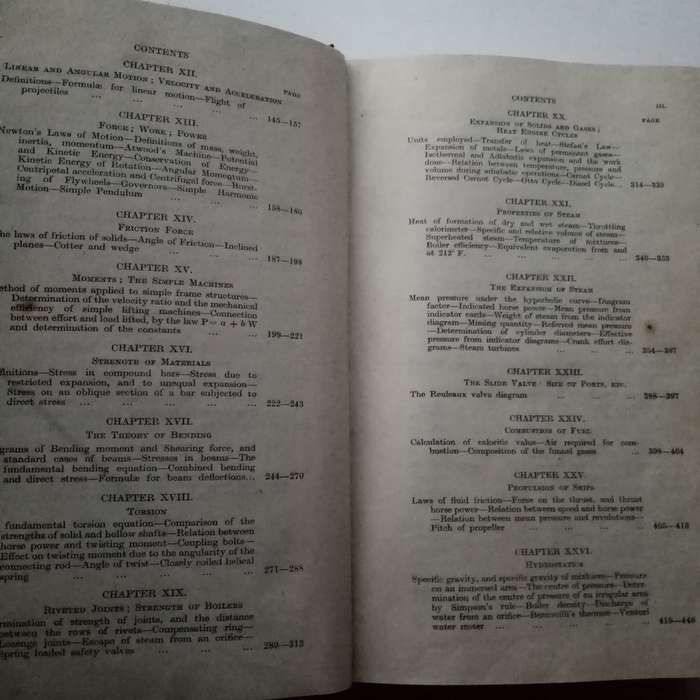 CONTENTS
CHAPTER XII.
LINEAR AND ANGULAR MOTION; VELOCITY AND ACCELERATION
PAGE
Definitions—Formulæ for linear motion—Flight of
projectiles ... ... ... ... ... 145—157
CHAPTER XIII.
FORCE; WORK; POWER
Newton's Laws of Motion—Definitions of mass, weight,
inertia, momentum—Atwood's Machine—Potential
and Kinetic Energy—Conservation of Energy—
Kinetic Energy of Rotation—Angular Momentum—
Centripetal acceleration and Centrifugal force—Burst-
ing of Flywheels—Governors—Simple Harmonic
Motion—Simple Pendulum ... ... ... 158—186
CHAPTER XIV.
FRICTION FORCE
The laws of friction of solids—Angle of Friction—Inclined
planes—Cotter and wedge ... ... ... 187—198
CHAPTER XV.
MOMENTS; THE SIMPLE MACHINES
ethod of moments applied to simple frame structures—
Determination of the velocity ratio and the mechanical
efficiency of simple lifting machines—Connection
between effort and load lifted, by the law P = a + b W
and determination of the constants ... ... 199—221
CHAPTER XVI.
STRENGTH OF MATERIALS
finitions—Stress in compound bars—Stress due to
restricted expansion, and to unequal expansion—
Stress on an oblique section of a bar subjected to
direct stress ... ... ... ... ... 222—243
CHAPTER XVII.
THE THEORY OF BENDING
grams of Bending moment and Shearing force, and
standard cases of beams—Stresses in beams—The
fundamental bending equation—Combined bending
and direct stress—Formulæ for beam deflections... 244—270
CHAPTER XVIII.
TORSION
fundamental torsion equation—Comparison of the
strengths of solid and hollow shafts—Relation between
horse power and twisting moment—Coupling bolts—
Effect on twisting moment due to the angularity of the
connecting rod—Angle of twist—Closely coiled helical
spring ... ... ... ... ... 271—288
CHAPTER XIX.
RIVETED JOINTS; STRENGTH OF BOILERS
rmination of strength of joints, and the distance
between the rows of rivets—Compensating ring—
Lozenge joints—Escape of steam from an orifice—
Spring loaded safety valves ... ... ... 289—313
CONTENTS iii.
CHAPTER XX.
PAGE
EXPANSION OF SOLIDS AND GASES;
HEAT ENGINE CYCLES
Units employed—Transfer of heat—Stefan's Law—
Expansion of metals—Laws of permanent gases—
Isothermal and Adiabatic expansion and the work
done—Relation between temperature, pressure and
volume during adiabatic operations—Carnot Cycle—
Reversed Carnot Cycle—Otto Cycle—Diesel Cycle... 314—339
CHAPTER XXI.
PROPERTIES OF STEAM
Heat of formation of dry and wet steam—Throttling
calorimeter—Specific and relative volume of steam—
Superheated steam—Temperature of mixtures—
Boiler efficiency—Equivalent evaporation from and
at 212° F. ... ... ... ... ... 340—353
CHAPTER XXII.
THE EXPANSION OF STEAM
Mean pressure under the hyperbolic curve—Diagram
factor—Indicated horse power—Mean pressure from
indicator cards—Weight of steam from the indicator
diagram—Missing quantity—Referred mean pressure
—Determination of cylinder diameters—Effective
pressure from indicator diagrams—Crank effort dia-
grams—Steam turbines ... ... ... 354—387
CHAPTER XXIII.
THE SLIDE VALVE: SIZE OF PORTS, ETC.
The Reuleaux valve diagram ... ... ... 388—397
CHAPTER XXIV.
COMBUSTION OF FUEL
Calculation of calorific value—Air required for com-
bustion—Composition of the funnel gases ... 398—404
CHAPTER XXV.
PROPULSION OF SHIPS
Laws of fluid friction—Force on the thrust, and thrust
horse power—Relation between speed and horse power
—Relation between mean pressure and revolutions—
Pitch of propeller ... ... ... ... 405—418
CHAPTER XXVI.
HYDROSTATICS
Specific gravity, and specific gravity of mixtures—Pressure
on an immersed area—The centre of pressure—Deter-
mination of the centre of pressure of an irregular area
by Simpson's rule—Boiler density—Discharge of
water from an orifice—Bernouilli's theorem—Venturi
water meter ... ... ... ... 419—446